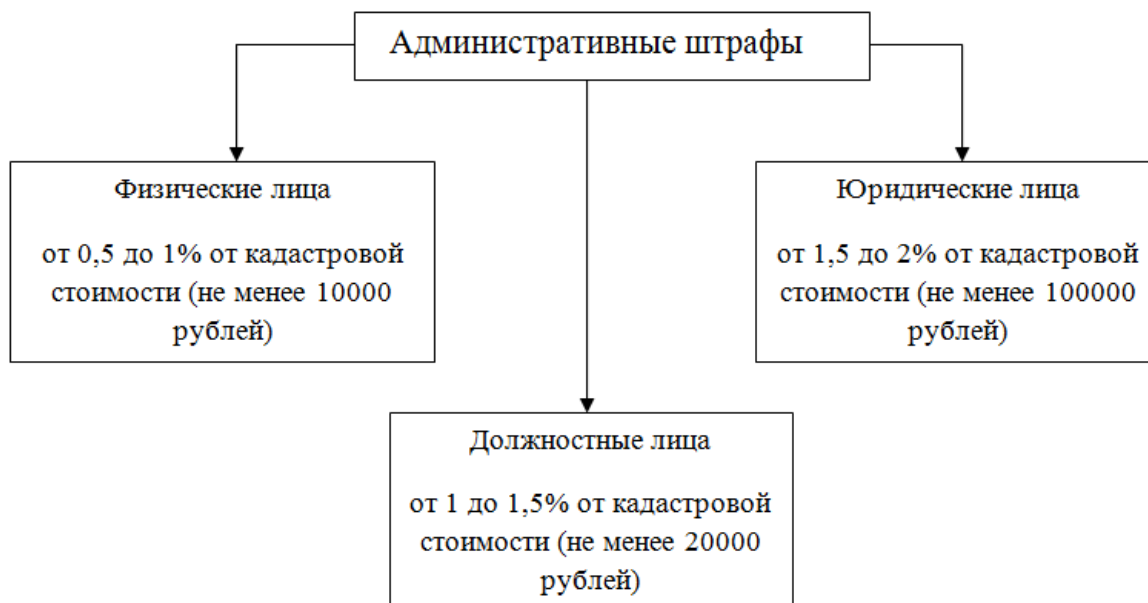 Административные штрафы
Физические лица
от 0,5 до 1% от кадастровой
стоимости (не менее 10000
рублей)
Юридические лица
от 1,5 до 2% от кадастровой
стоимости (не менее 100000
рублей)
Должностные лица
от 1 до 1,5% от кадастровой
стоимости (не менее 20000
рублей)